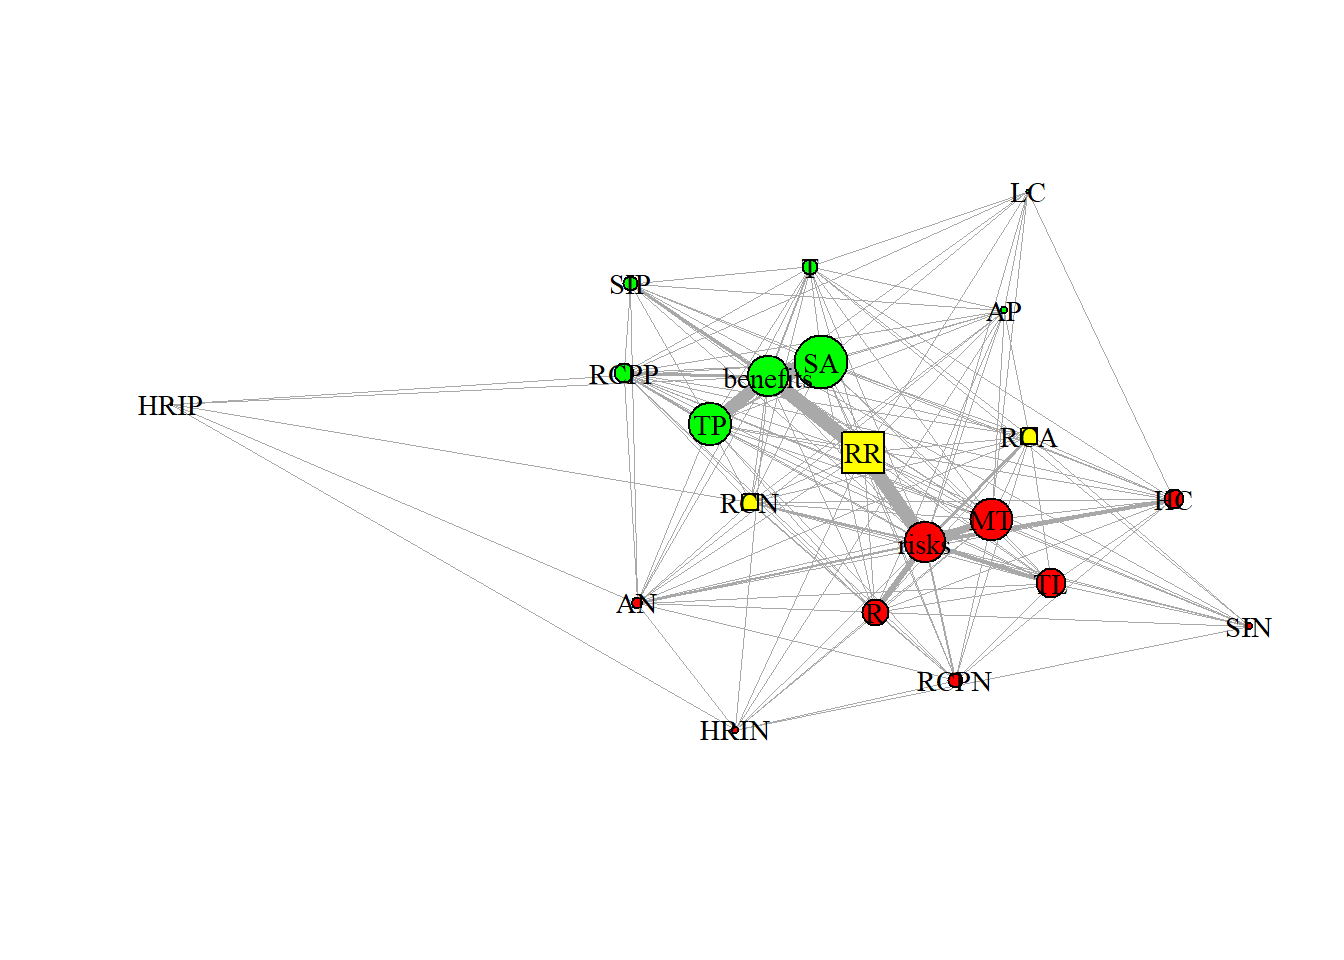 LC
T
SIP
AP
SA
RCPP
benefits
HRIP
TP
RCA
RR
RCN
HC
MT
risks
TL
AN
R
SIN
RCPN
HRIN